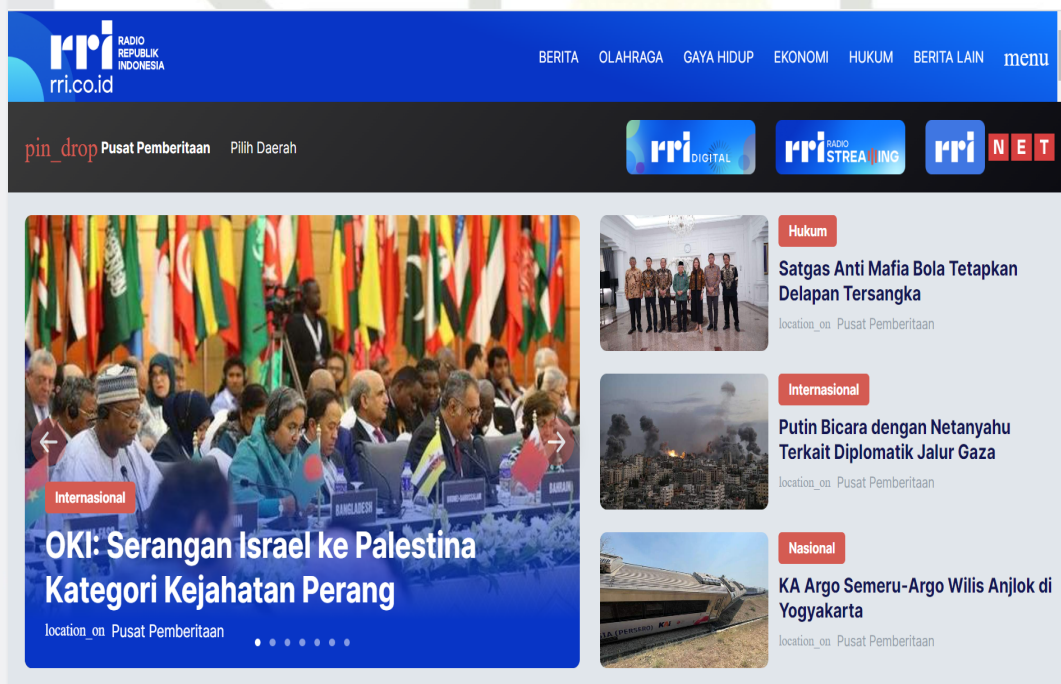 rri RADIO
REPUBLIK
INDONESIA
rri.co.id
BERITA OLAHRAGA GAYA HIDUP EKONOMI HUKUM BERITA LAIN menu
pin_drop Pusat Pemberitaan Pilih Daerah
rri DIGITAL
rri RADIO STREAMING
rri NET
BANGLADESH
BRUNEI DARUSSALAM
BAHRAIN
Internasional
OKI: Serangan Israel ke Palestina
Kategori Kejahatan Perang
location_on Pusat Pemberitaan
Hukum
Satgas Anti Mafia Bola Tetapkan
Delapan Tersangka
location_on Pusat Pemberitaan
Internasional
Putin Bicara dengan Netanyahu
Terkait Diplomatik Jalur Gaza
location_on Pusat Pemberitaan
Nasional
KA Argo Semeru-Argo Wilis Anjlok di
Yogyakarta
location_on Pusat Pemberitaan